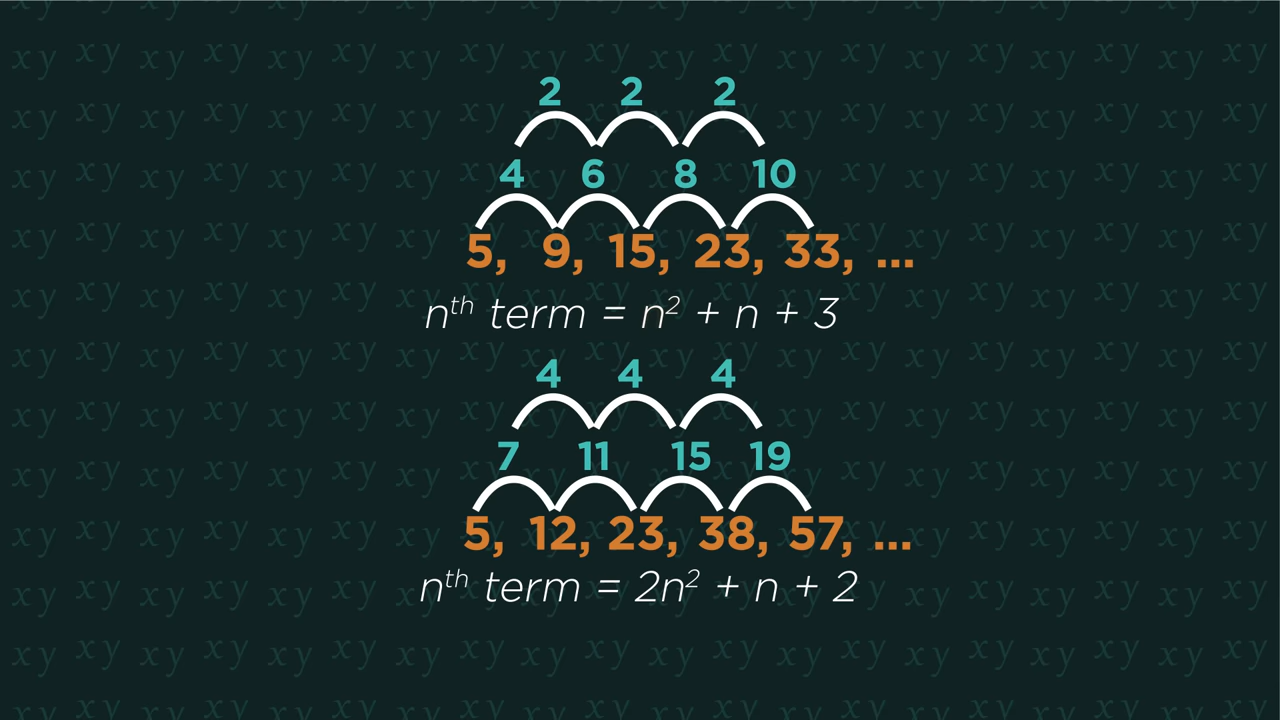 2 2 2
4 6 8 10
5, 9, 15, 23, 33, ...
nᵗʰ term = n² + n + 3
4 4 4
7 11 15 19
5, 12, 23, 38, 57, ...
nᵗʰ term = 2n² + n + 2